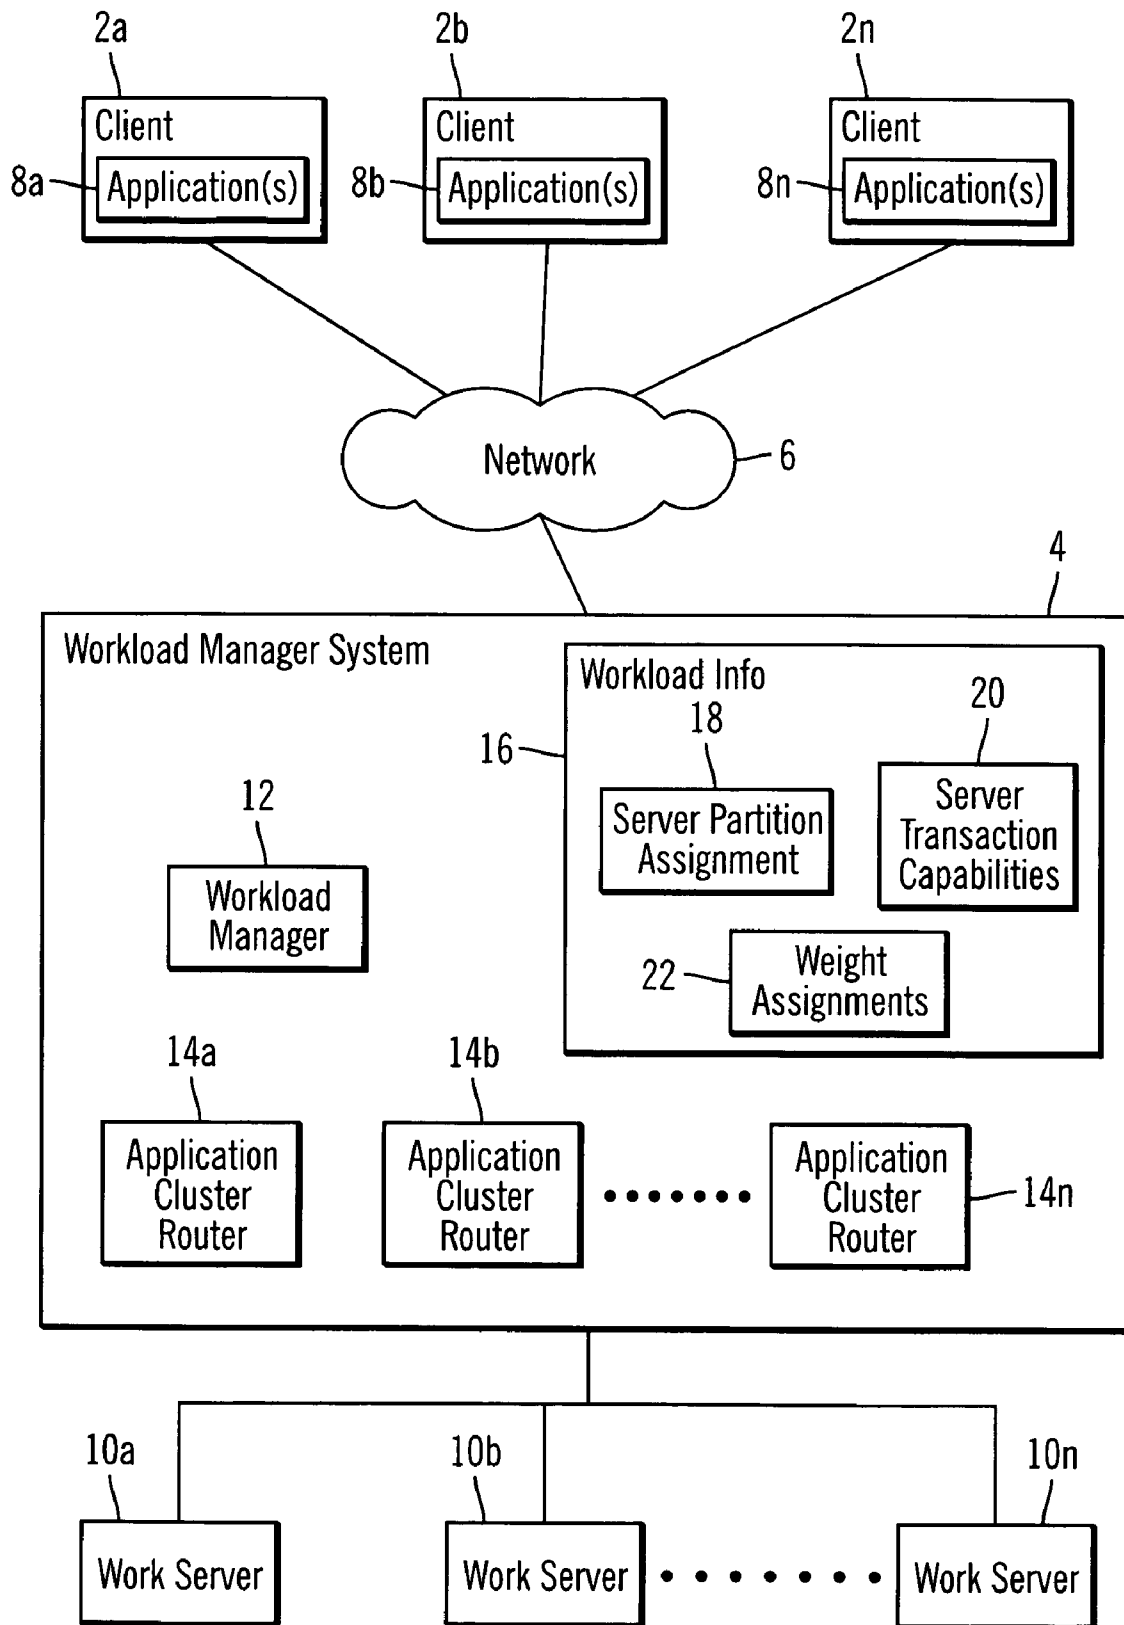 2a
2b
2n
Client
Client
Client
8a
Application(s)
8b
Application(s)
8n
Application(s)
Network
6
4
Workload Manager System
Workload Info
16
18
20
Server Partition
Assignment
Server
Transaction
Capabilities
12
Workload
Manager
22
Weight
Assignments
14a
14b
Application
Cluster
Router
Application
Cluster
Router
Application
Cluster
Router
14n
10a
10b
10n
Work Server
Work Server
Work Server